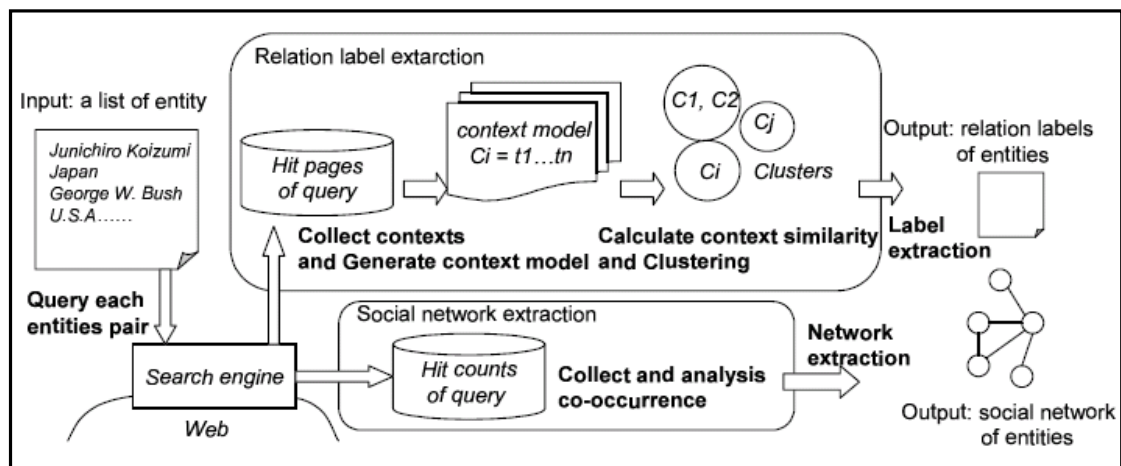 Relation label extarction
Input: a list of entity
Junichiro Koizumi
Japan
George W. Bush
U.S.A......
Query each
entities pair
Search engine
Web
Hit pages
of query
Collect contexts
and Generate context model
context model
Ci = t1...tn
C1, C2
Cj
Ci
Clusters
Calculate context similarity
and Clustering
Label
extraction
Output: relation labels
of entities
Social network extraction
Hit counts
of query
Collect and analysis
co-occurrence
Network
extraction
Output: social network
of entities